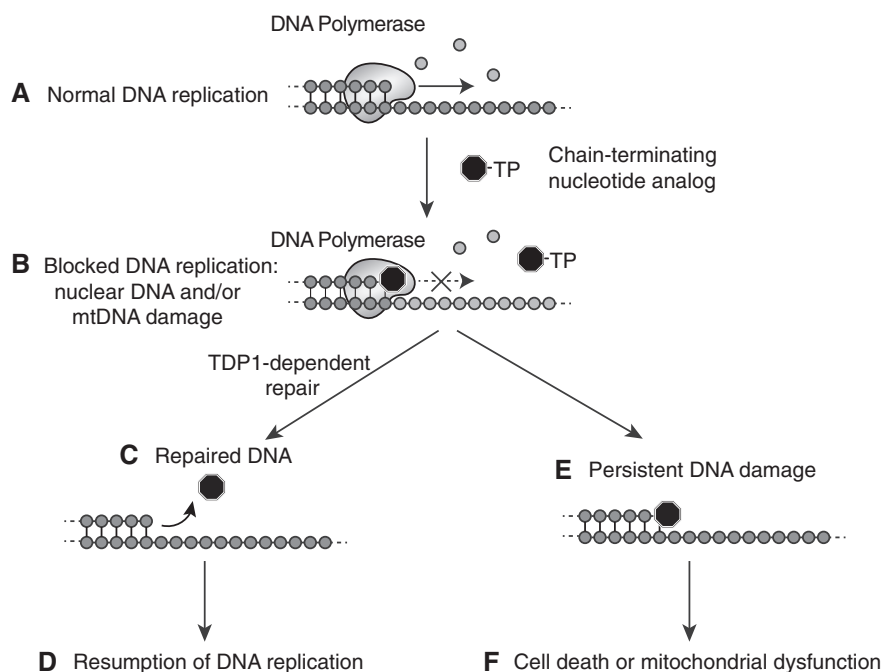 DNA Polymerase
A Normal DNA replication
-TP
Chain-terminating
nucleotide analog
DNA Polymerase
-TP
B Blocked DNA replication:
nuclear DNA and/or
mtDNA damage
TDP1-dependent
repair
C Repaired DNA
E Persistent DNA damage
D Resumption of DNA replication
F Cell death or mitochondrial dysfunction